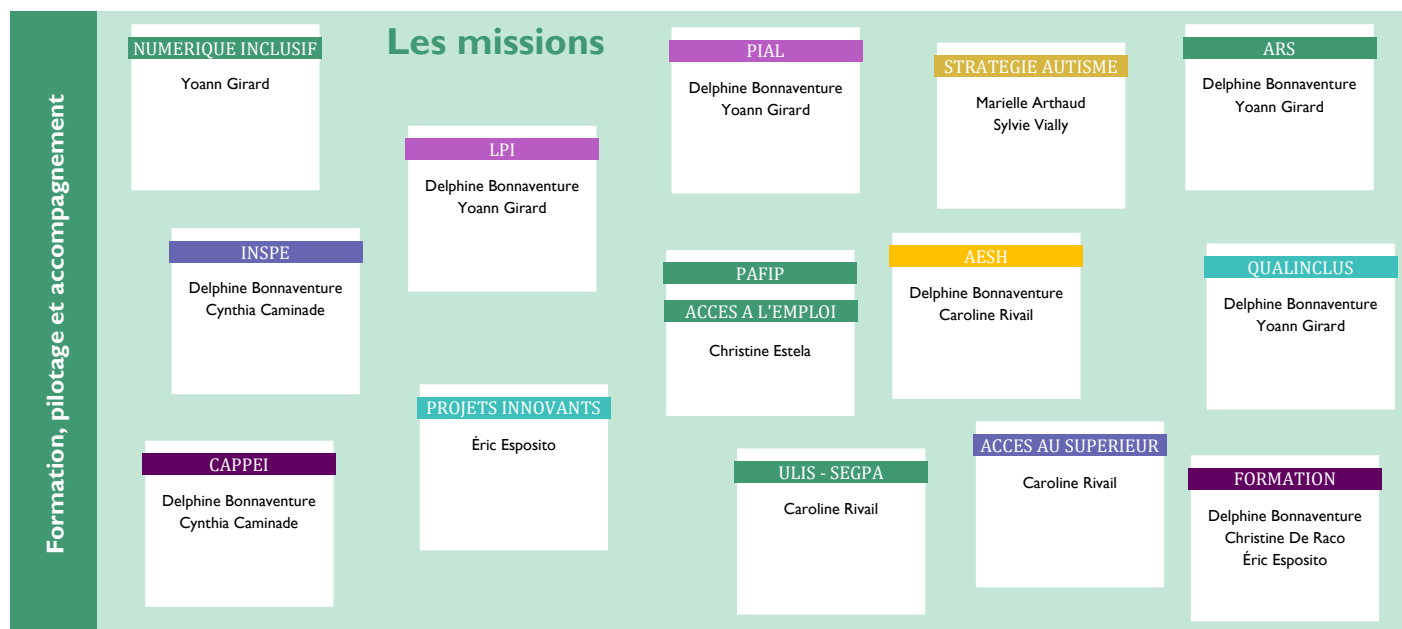 Formation, pilotage et accompagnement
Les missions
NUMERIQUE INCLUSIF
Yoann Girard
LPI
Delphine Bonnaventure
Yoann Girard
PIAL
Delphine Bonnaventure
Yoann Girard
STRATEGIE AUTISME
Marielle Arthaud
Sylvie Vially
ARS
Delphine Bonnaventure
Yoann Girard
INSPE
Delphine Bonnaventure
Cynthia Caminade
PAFIP
ACCES A L'EMPLOI
Christine Estela
AESH
Delphine Bonnaventure
Caroline Rivail
QUALINCLUS
Delphine Bonnaventure
Yoann Girard
PROJETS INNOVANTS
Éric Esposito
CAPPEI
Delphine Bonnaventure
Cynthia Caminade
ULIS - SEGPA
Caroline Rivail
ACCES AU SUPERIEUR
Caroline Rivail
FORMATION
Delphine Bonnaventure
Christine De Raco
Éric Esposito